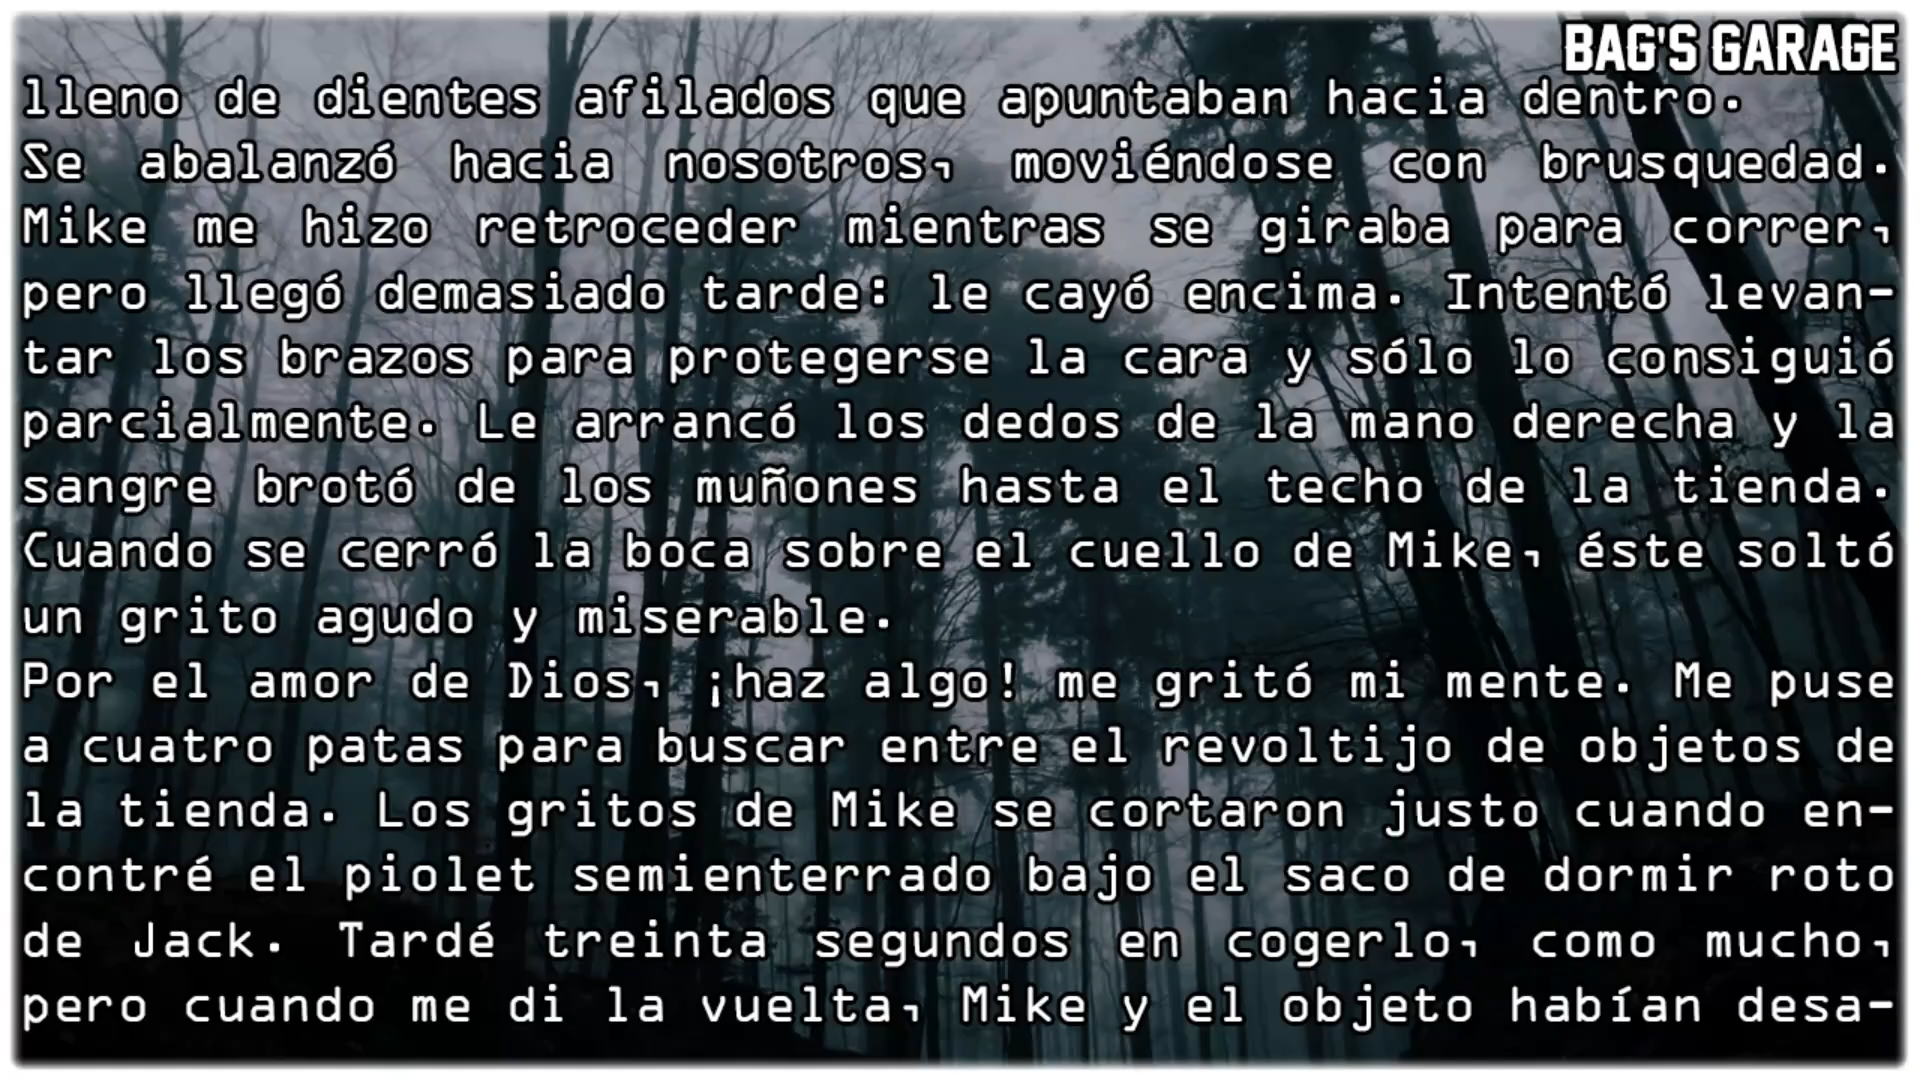 BAG'S GARAGE
lleno de dientes afilados que apuntaban hacia dentro.
Se abalanzó hacia nosotros, moviéndose con brusquedad.
Mike me hizo retroceder mientras se giraba para correr,
pero llegó demasiado tarde: le cayó encima. Intentó levan-
tar los brazos para protegerse la cara y sólo lo consiguió
parcialmente. Le arrancó los dedos de la mano derecha y la
sangre brotó de los muñones hasta el techo de la tienda.
Cuando se cerró la boca sobre el cuello de Mike, éste soltó
un grito agudo y miserable.
Por el amor de Dios, ¡haz algo! me gritó mi mente. Me puse
a cuatro patas para buscar entre el revoltijo de objetos de
la tienda. Los gritos de Mike se cortaron justo cuando en-
contré el piolet semienterrado bajo el saco de dormir roto
de Jack. Tardé treinta segundos en cogerlo, como mucho,
pero cuando me di la vuelta, Mike y el objeto habían desa-